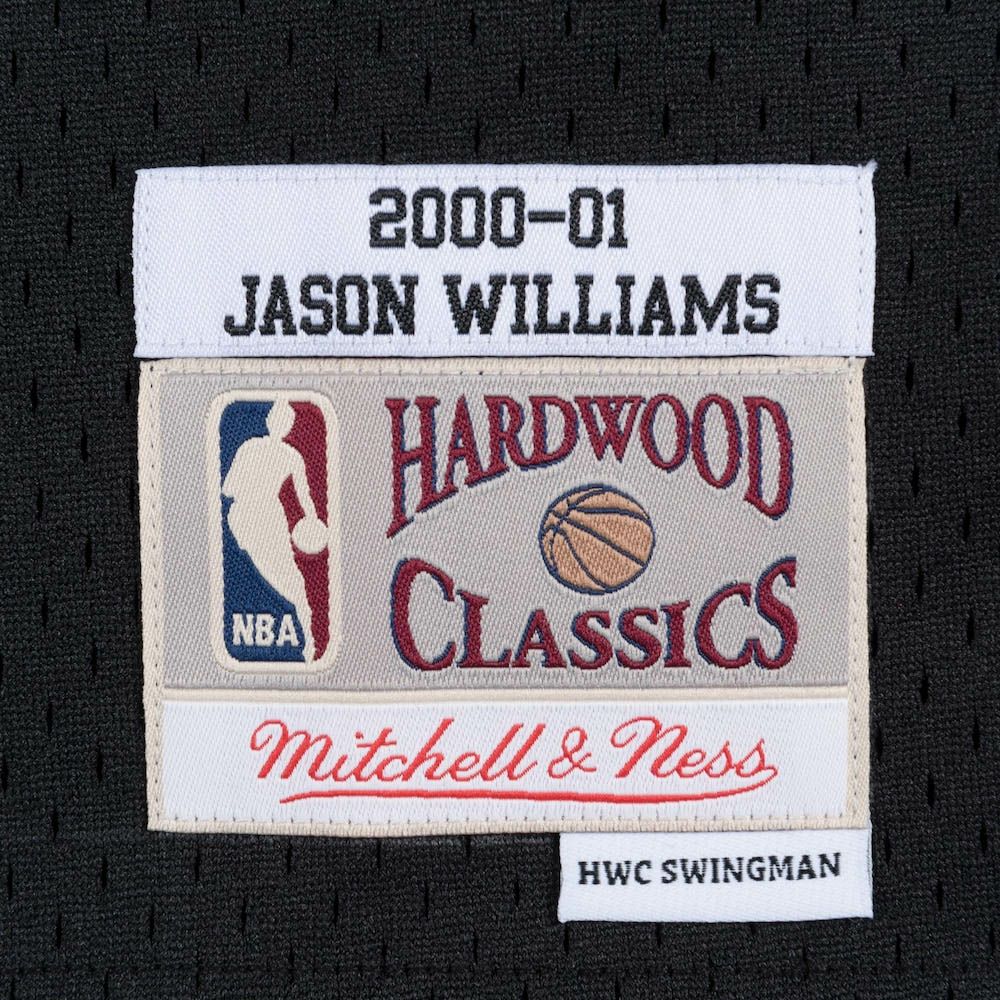 2000-01
JASON WILLIAMS
HARDWOOD
CLASSICS
NBA
Mitchell & Ness
HWC SWINGMAN